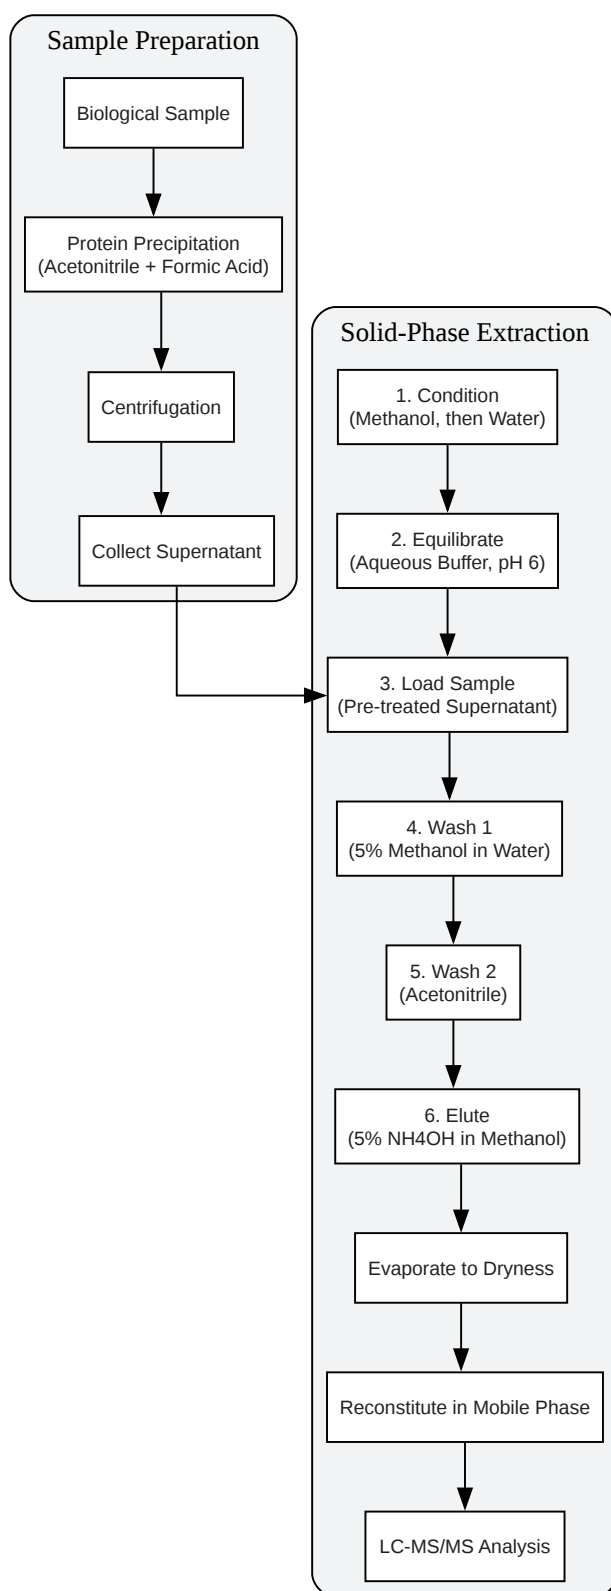 Sample Preparation
Biological Sample
Protein Precipitation
(Acetonitrile + Formic Acid)
Centrifugation
Collect Supernatant
Solid-Phase Extraction
1. Condition
(Methanol, then Water)
2. Equilibrate
(Aqueous Buffer, pH 6)
3. Load Sample
(Pre-treated Supernatant)
4. Wash 1
(5% Methanol in Water)
5. Wash 2
(Acetonitrile)
6. Elute
(5% NH4OH in Methanol)
Evaporate to Dryness
Reconstitute in Mobile Phase
LC-MS/MS Analysis